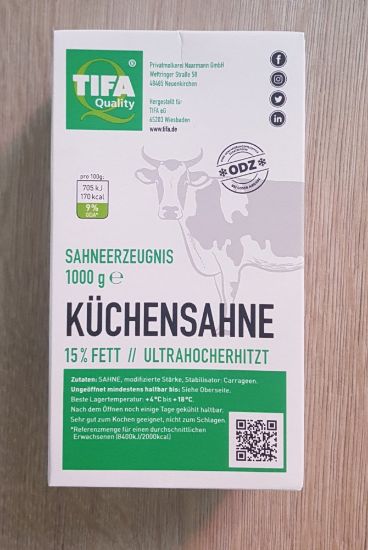 TIFA®
Quality
Privatmolkerei Naarmann GmbH
Wettringer Straße 58
48485 Neuenkirchen
Hergestellt für
TIFA eG
65203 Wiesbaden
www.tifa.de
ODZ
pro 100g:
705 kJ
170 kcal
9%
GDA*
SAHNEERZEUGNIS
1000 g ℮
KÜCHENSAHNE
15% FETT // ULTRAHOCHERHITZT
Zutaten: SAHNE, modifizierte Stärke, Stabilisator: Carrageen.
Ungeöffnet mindestens haltbar bis: Siehe Oberseite.
Beste Lagertemperatur: +4°C bis +18°C.
Nach dem Öffnen noch einige Tage gekühlt haltbar.
Sehr gut zum Kochen geeignet, nicht zum Schlagen.
*Referenzmenge für einen durchschnittlichen
Erwachsenen (8400kJ/2000kcal)